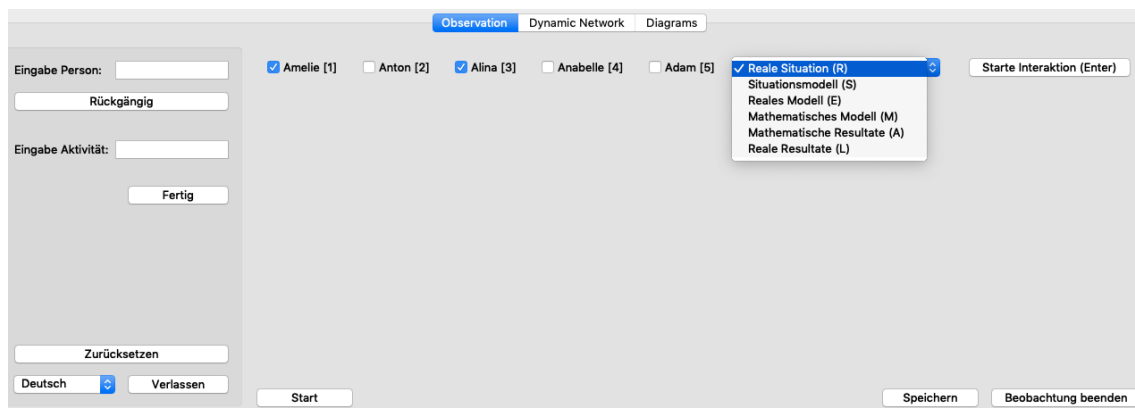 Observation Dynamic Network Diagrams
Eingabe Person:
Rückgängig
Eingabe Aktivität:
Fertig
Zurücksetzen
Deutsch Verlassen
Amelie [1] Anton [2] Alina [3] Anabelle [4] Adam [5] Reale Situation (R) Starte Interaktion (Enter)
Situationsmodell (S)
Reales Modell (E)
Mathematisches Modell (M)
Mathematische Resultate (A)
Reale Resultate (L)
Start Speichern Beobachtung beenden